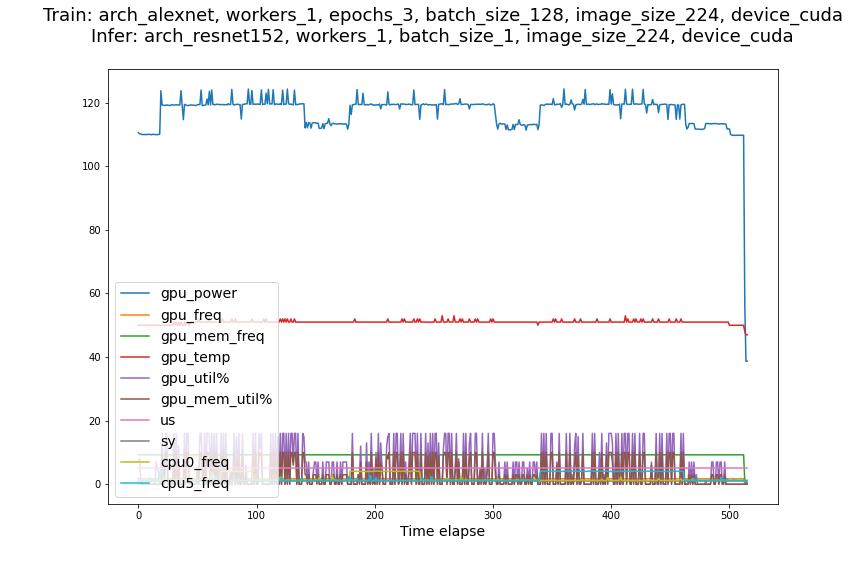 Train: arch_alexnet, workers_1, epochs_3, batch_size_128, image_size_224, device_cuda
Infer: arch_resnet152, workers_1, batch_size_1, image_size_224, device_cuda
120
100
80
60
40
20
0
gpu_power
gpu_freq
gpu_mem_freq
gpu_temp
gpu_util%
gpu_mem_util%
us
sy
cpu0_freq
cpu5_freq
0 100 200 300 400 500
Time elapse